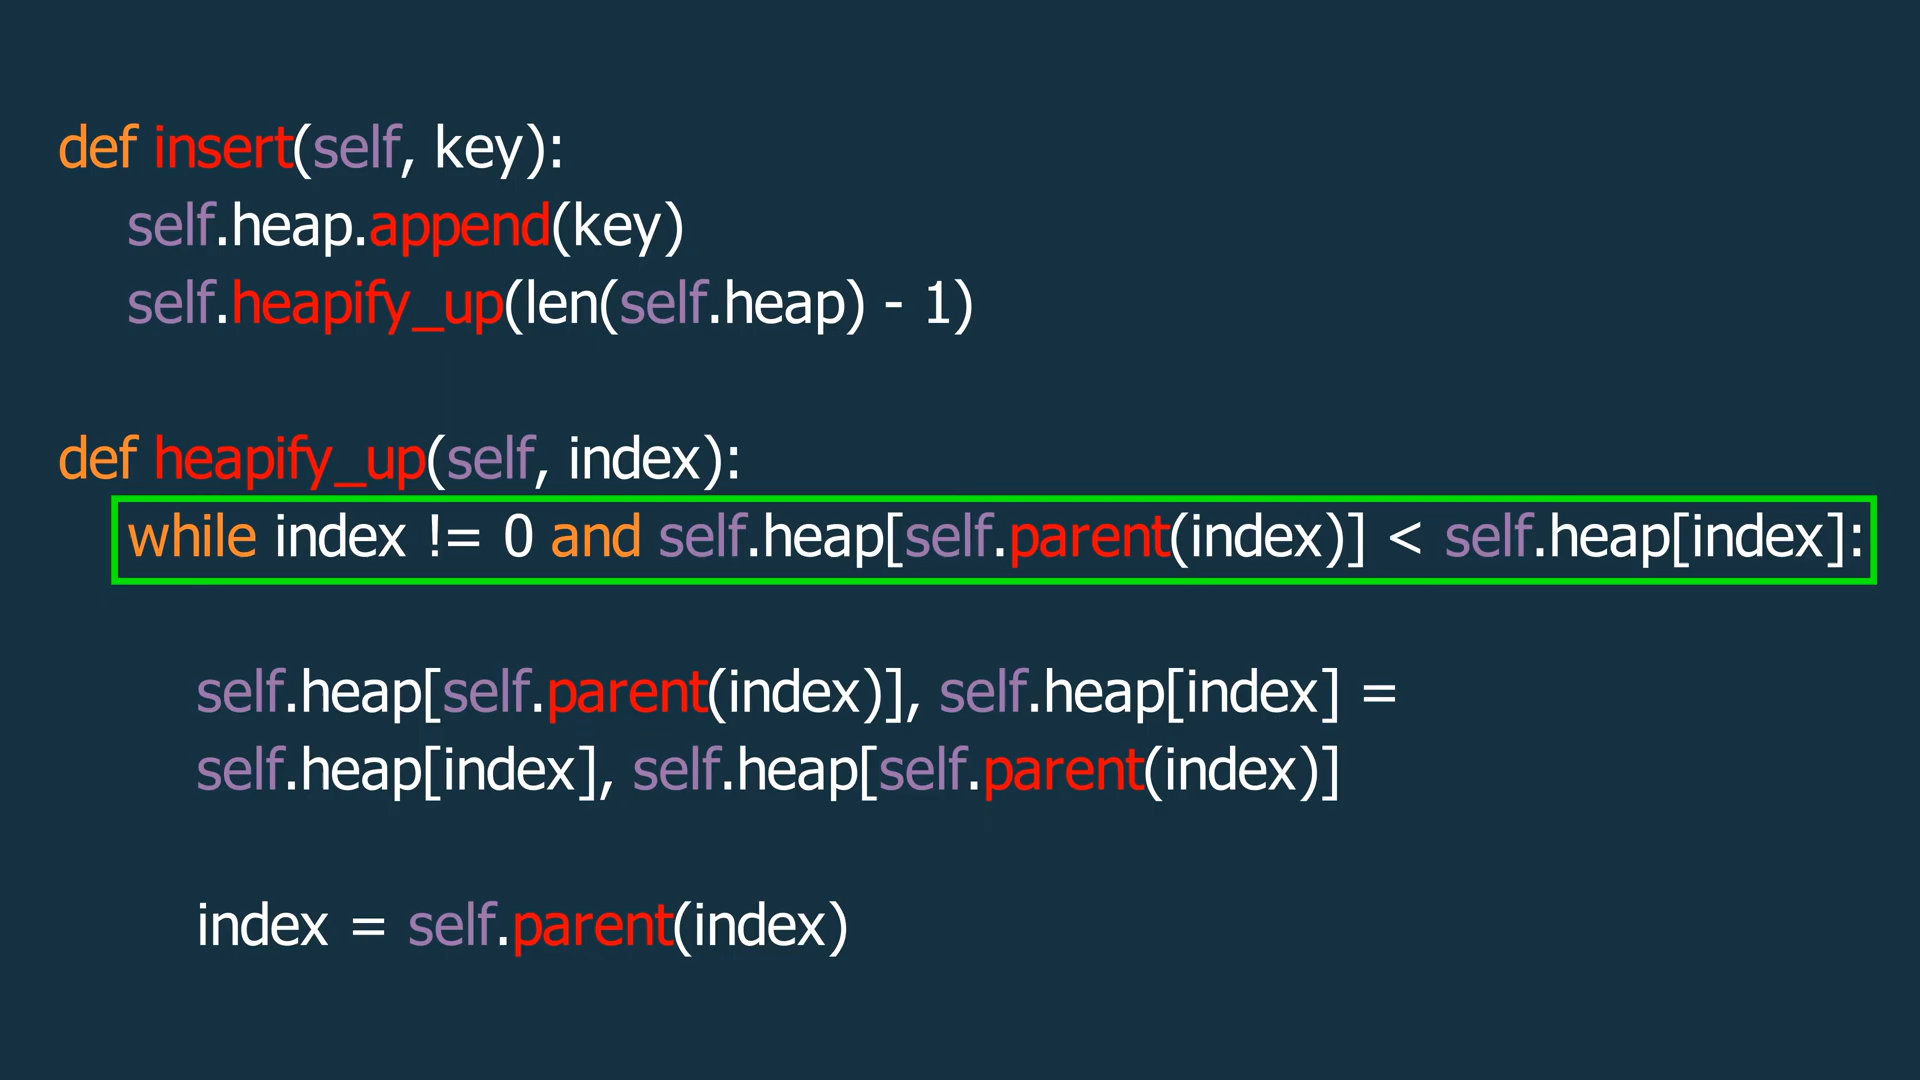 def insert(self, key):
self.heap.append(key)
self.heapify_up(len(self.heap) - 1)
def heapify_up(self, index):
while index != 0 and self.heap[self.parent(index)] < self.heap[index]:
self.heap[self.parent(index)], self.heap[index] =
self.heap[index], self.heap[self.parent(index)]
index = self.parent(index)